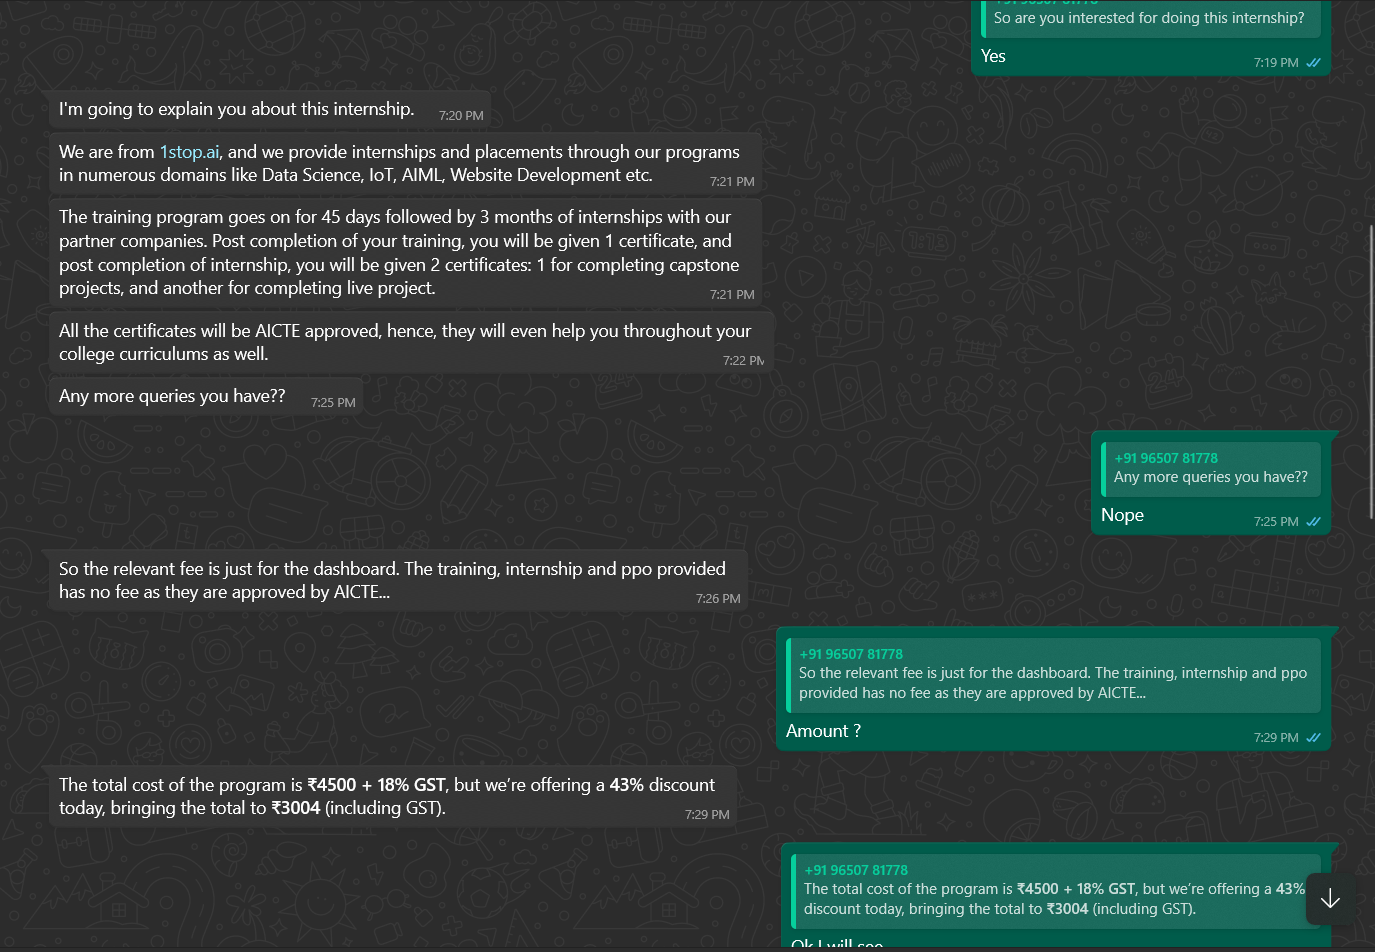 +91 96507 81778
So are you interested for doing this internship?
Yes
7:19 PM
I'm going to explain you about this internship.
7:20 PM
We are from 1stop.ai, and we provide internships and placements through our programs
in numerous domains like Data Science, IoT, AIML, Website Development etc.
7:21 PM
The training program goes on for 45 days followed by 3 months of internships with our
partner companies. Post completion of your training, you will be given 1 certificate, and
post completion of internship, you will be given 2 certificates: 1 for completing capstone
projects, and another for completing live project.
7:21 PM
All the certificates will be AICTE approved, hence, they will even help you throughout your
college curriculums as well.
7:22 PM
Any more queries you have??
7:25 PM
+91 96507 81778
Any more queries you have??
Nope
7:25 PM
So the relevant fee is just for the dashboard. The training, internship and ppo provided
has no fee as they are approved by AICTE...
7:26 PM
+91 96507 81778
So the relevant fee is just for the dashboard. The training, internship and ppo
provided has no fee as they are approved by AICTE...
Amount ?
7:29 PM
The total cost of the program is ₹4500 + 18% GST, but we're offering a 43% discount
today, bringing the total to ₹3004 (including GST).
7:29 PM
+91 96507 81778
The total cost of the program is ₹4500 + 18% GST, but we're offering a 43%
discount today, bringing the total to ₹3004 (including GST).
Ok I will see